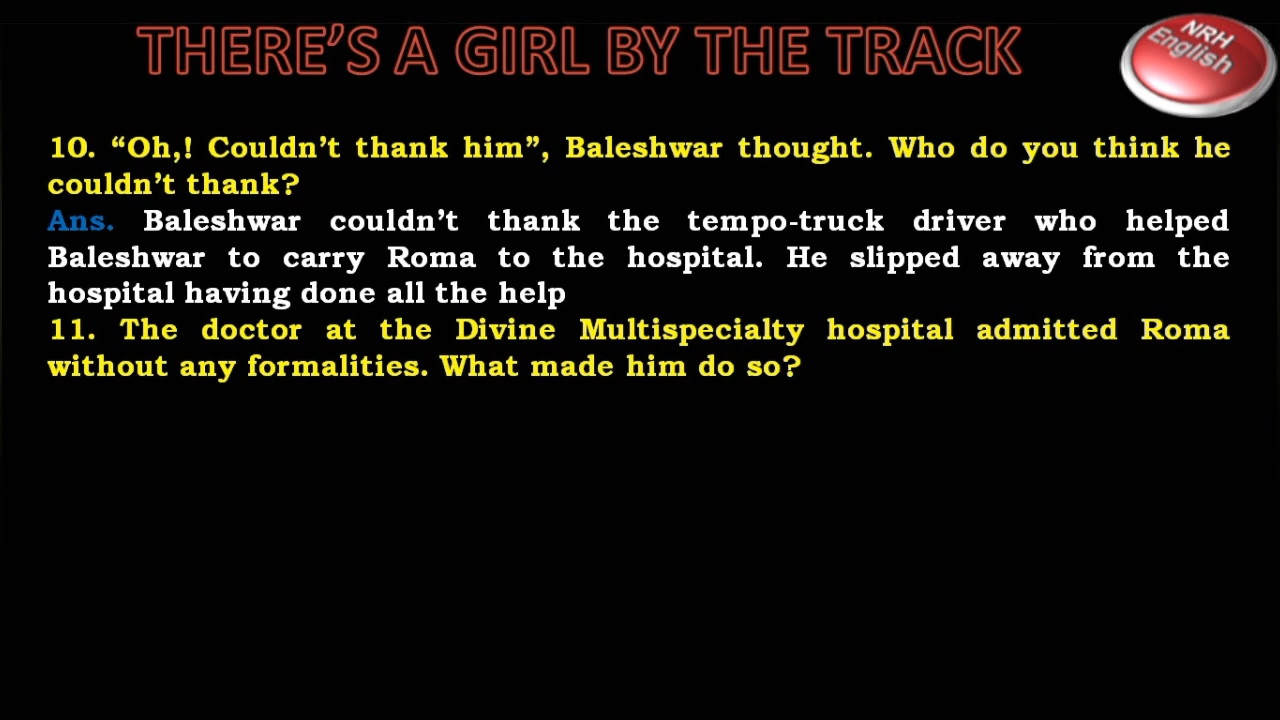 THERE'S A GIRL BY THE TRACK
NRH
English
10. “Oh,! Couldn’t thank him”, Baleshwar thought. Who do you think he
couldn’t thank?
Ans. Baleshwar couldn’t thank the tempo-truck driver who helped
Baleshwar to carry Roma to the hospital. He slipped away from the
hospital having done all the help
11. The doctor at the Divine Multispecialty hospital admitted Roma
without any formalities. What made him do so?